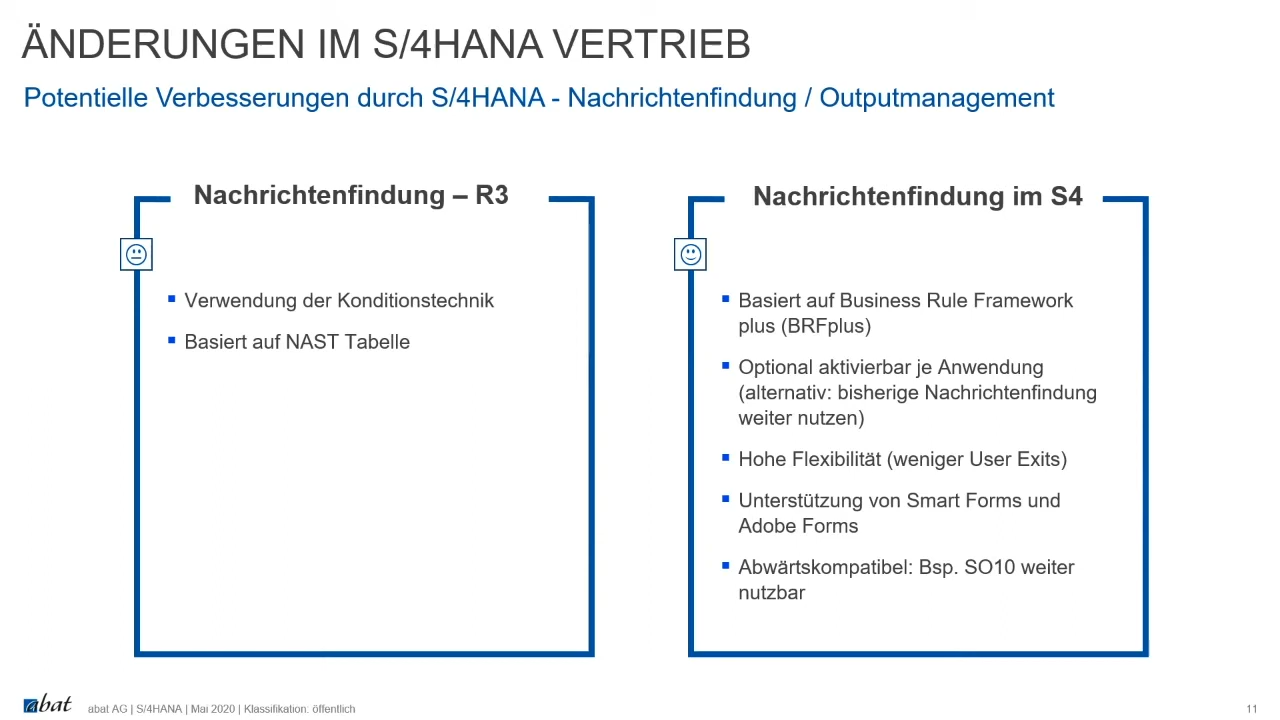 ÄNDERUNGEN IM S/4HANA VERTRIEB
Potentielle Verbesserungen durch S/4HANA - Nachrichtenfindung / Outputmanagement
Nachrichtenfindung – R3
Verwendung der Konditionstechnik
Basiert auf NAST Tabelle
Nachrichtenfindung im S4
Basiert auf Business Rule Framework
plus (BRFplus)
Optional aktivierbar je Anwendung
(alternativ: bisherige Nachrichtenfindung
weiter nutzen)
Hohe Flexibilität (weniger User Exits)
Unterstützung von Smart Forms und
Adobe Forms
Abwärtskompatibel: Bsp. SO10 weiter
nutzbar
abat
abat AG | S/4HANA | Mai 2020 | Klassifikation: öffentlich
11